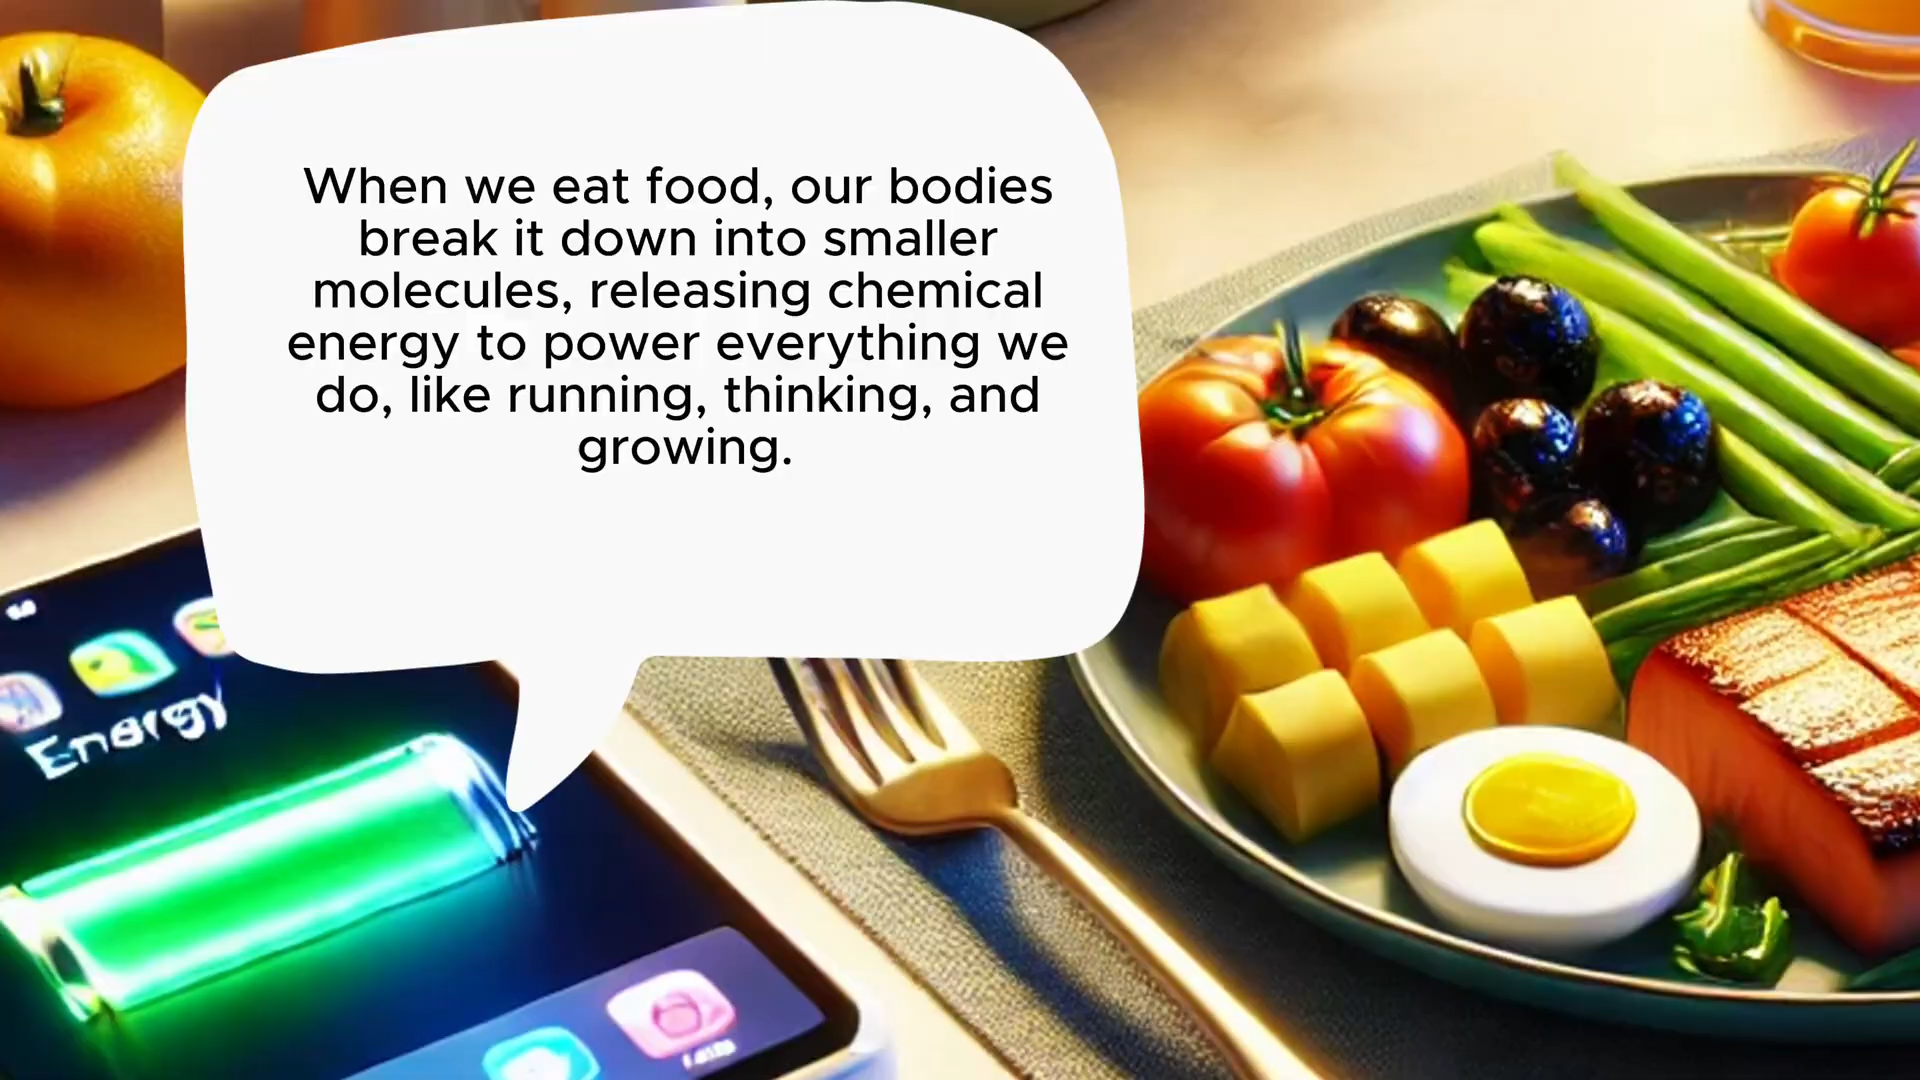 When we eat food, our bodies
break it down into smaller
molecules, releasing chemical
energy to power everything we
do, like running, thinking, and
growing.
Energy